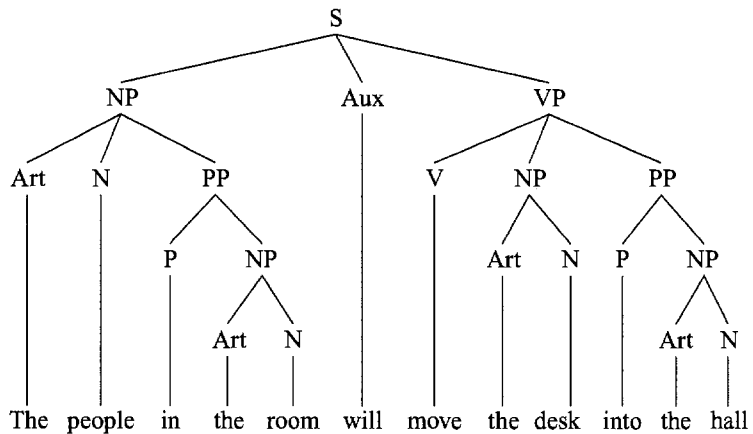 S
NP Aux VP
Art N PP V NP PP
P NP Art N P NP
Art N Art N
The people in the room will move the desk into the hall